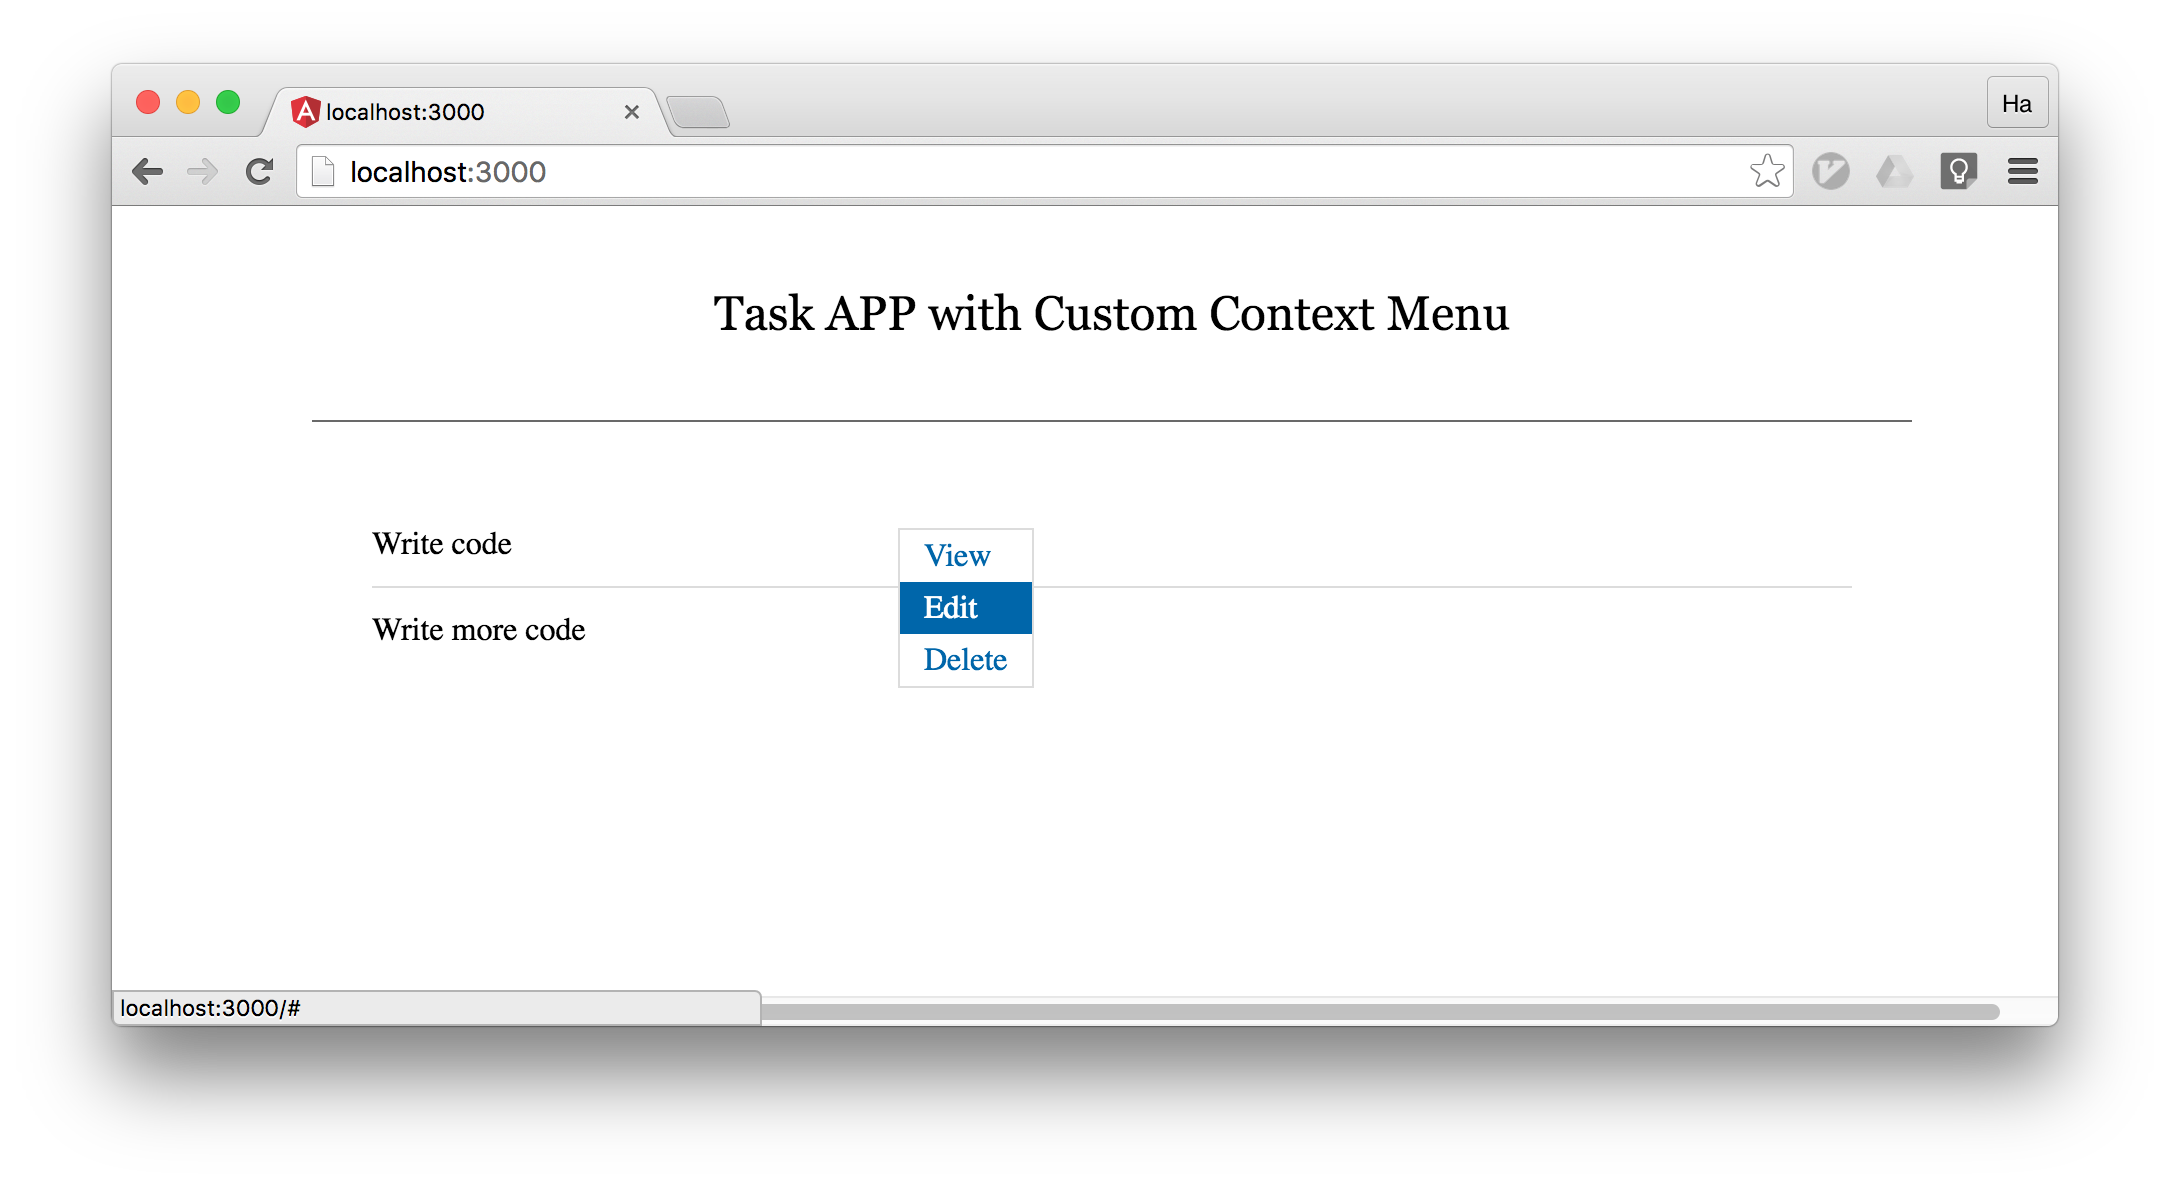 localhost:3000
Ha
localhost:3000
Task APP with Custom Context Menu
Write code
View
Edit
Write more code
Delete
localhost:3000/#